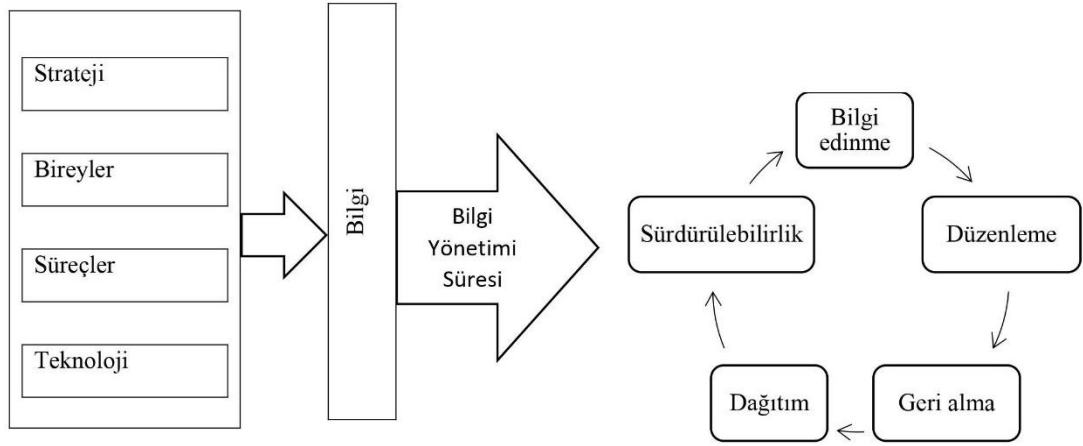 Strateji
Bireyler
Süreçler
Teknoloji
Bilgi
Bilgi
Yönetimi
Süresi
Bilgi
edinme
Düzenleme
Geri alma
Dağıtım
Sürdürülebilirlik